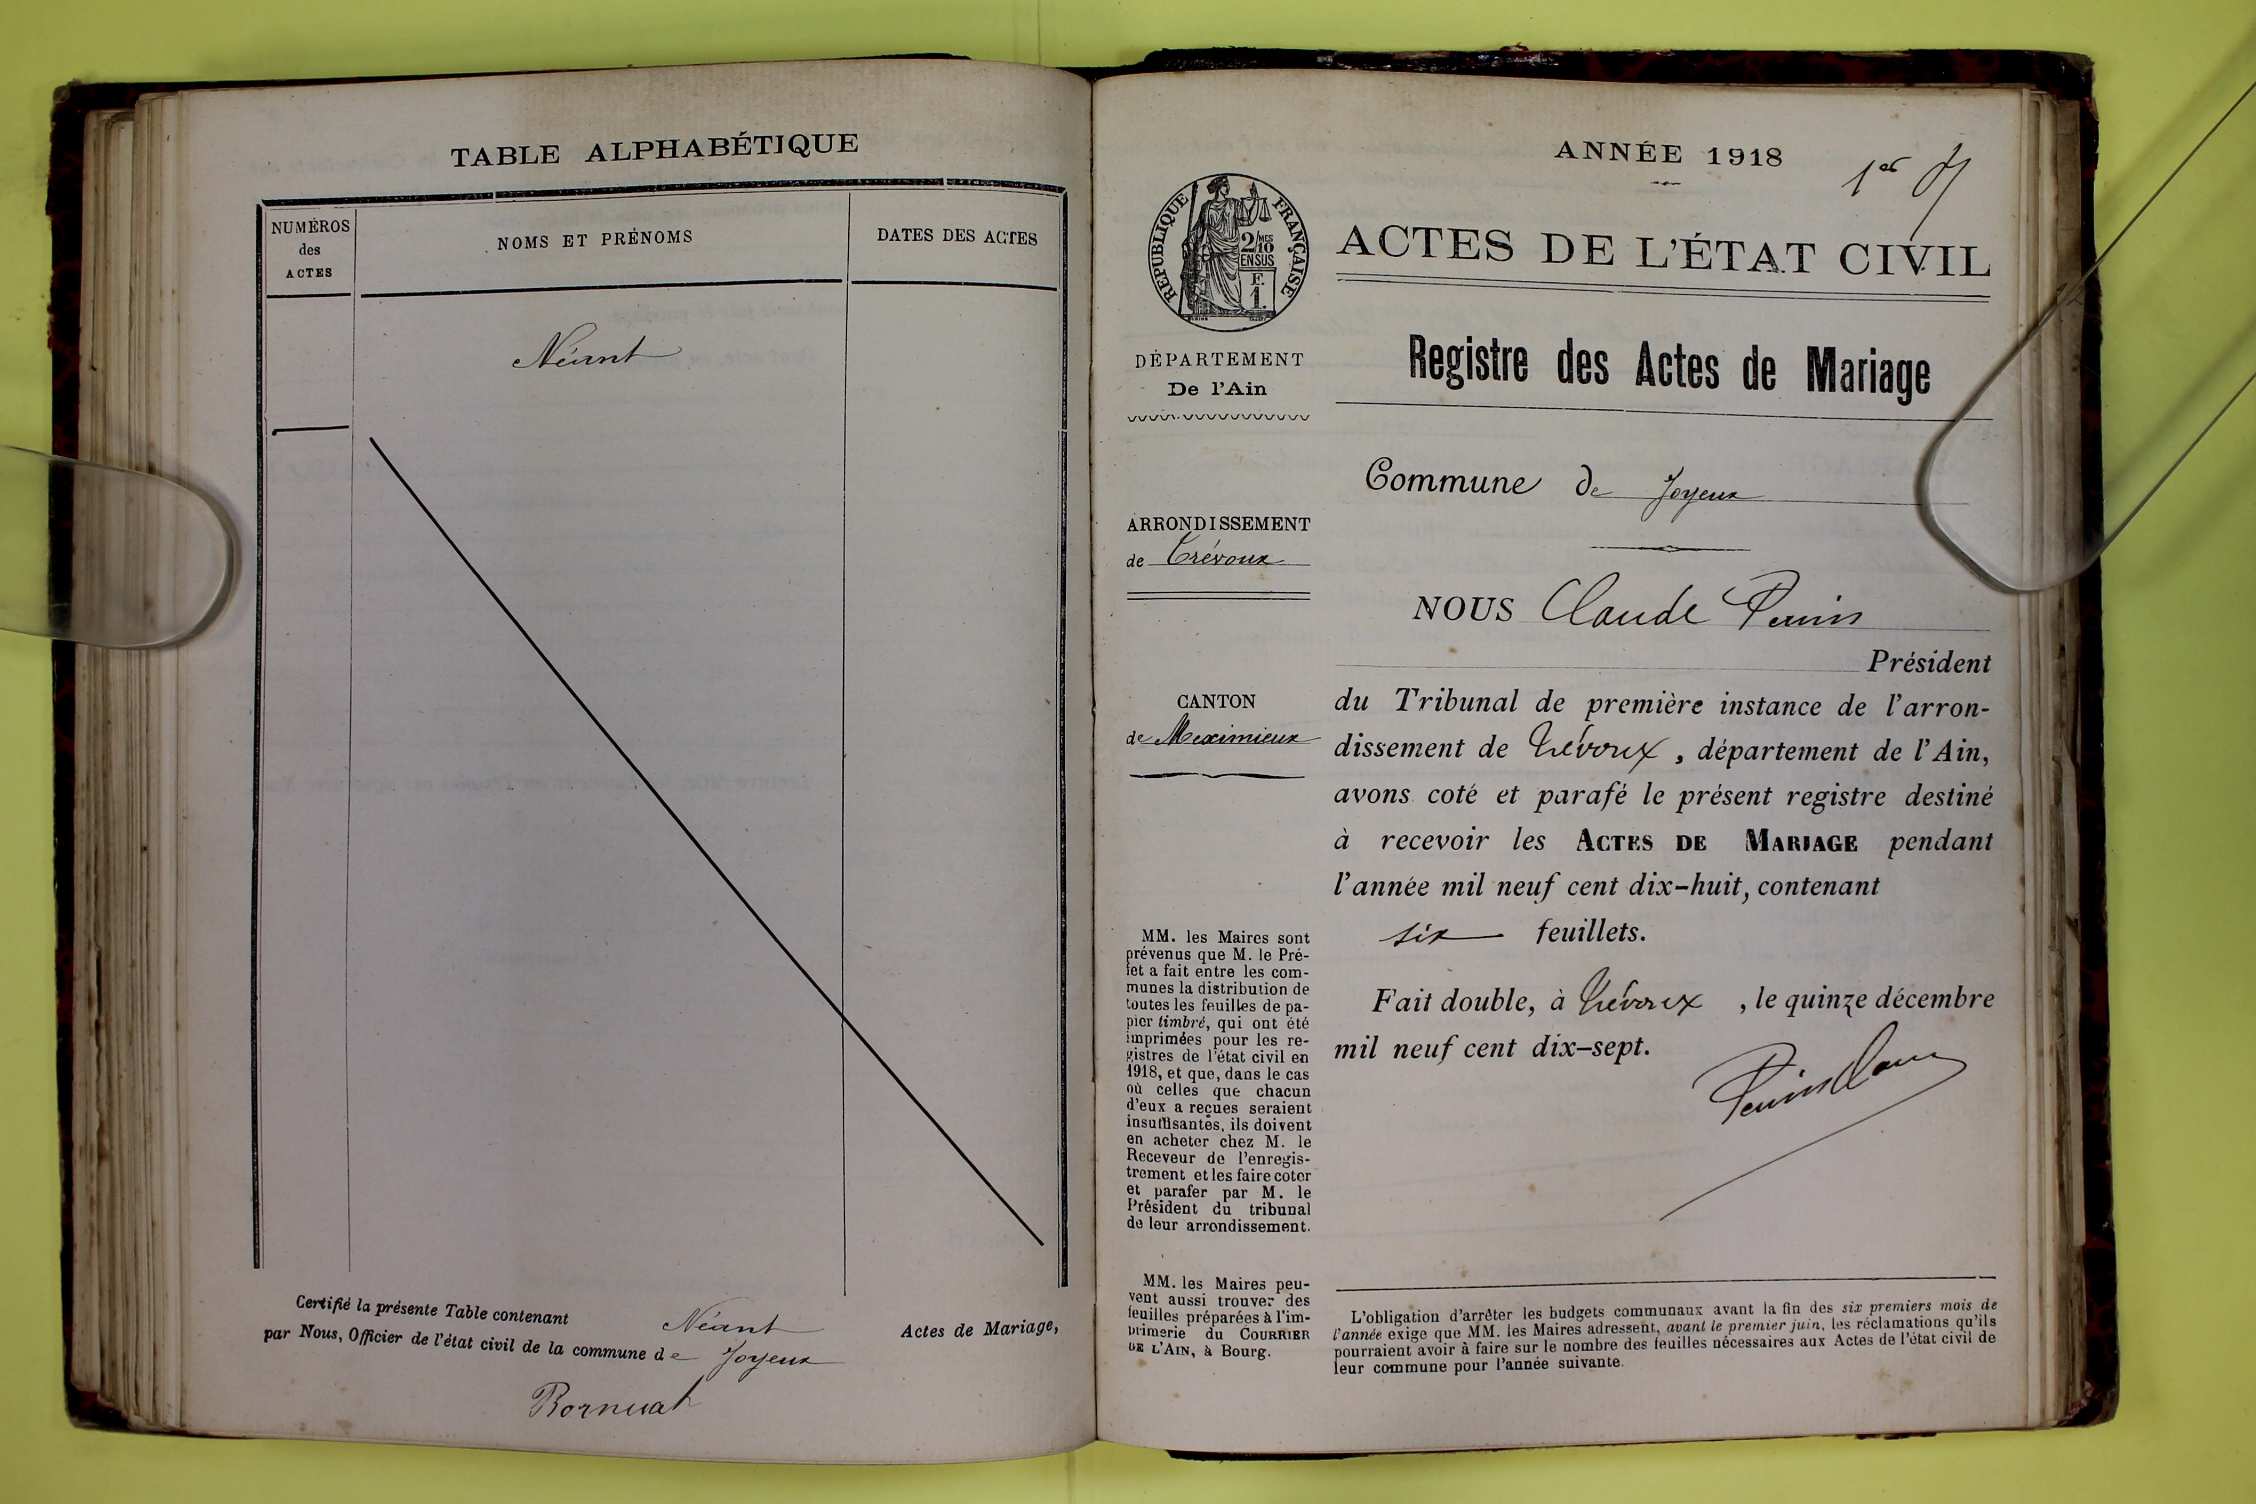 TABLE ALPHABÉTIQUE
NUMÉROS
des
ACTES
NOMS ET PRÉNOMS
DATES DES ACTES
Néant
Certifié la présente Table contenant Néant Actes de Mariage,
par Nous, Officier de l'état civil de la commune de Joyeux
ANNÉE 1918
1er
RÉPUBLIQUE FRANÇAISE
2/10 MES
EN SUS
F.
1.
ACTES DE L'ÉTAT CIVIL
DÉPARTEMENT
De l'Ain
Registre des Actes de Mariage
Commune de Joyeux
ARRONDISSEMENT
de Trévoux
CANTON
de Meximieux
NOUS Claude Perrin
Président
du Tribunal de première instance de l'arron-
dissement de Trévoux, département de l'Ain,
avons coté et parafé le présent registre destiné
à recevoir les ACTES DE MARIAGE pendant
l'année mil neuf cent dix-huit, contenant
six feuillets.
Fait double, à Trévoux, le quinze décembre
mil neuf cent dix-sept.
MM. les Maires sont
prévenus que M. le Pré-
fet a fait entre les com-
munes la distribution de
toutes les feuilles de pa-
pier timbré, qui ont été
imprimées pour les re-
gistres de l'état civil en
1918, et que, dans le cas
où celles que chacun
d'eux a reçues seraient
insuffisantes, ils doivent
en acheter chez M. le
Receveur de l'enregis-
trement et les faire coter
et parafer par M. le
Président du tribunal
de leur arrondissement.
MM. les Maires peu-
vent aussi trouver des
feuilles préparées à l'im-
primerie du COURRIER
DE L'AIN, à Bourg.
L'obligation d'arrêter les budgets communaux avant la fin des six premiers mois de
l'année exige que MM. les Maires adressent, avant le premier juin, les réclamations qu'ils
pourraient avoir à faire sur le nombre des feuilles nécessaires aux Actes de l'état civil de
leur commune pour l'année suivante.